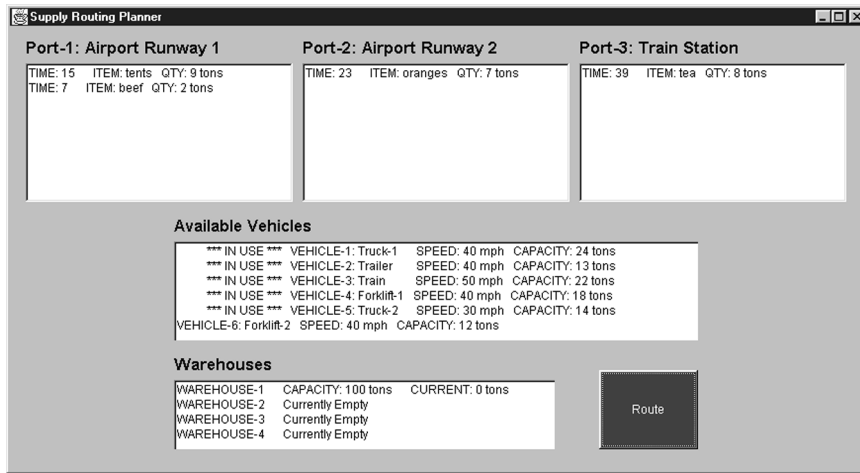 Supply Routing Planner
Port-1: Airport Runway 1
TIME: 15 ITEM: tents QTY: 9 tons
TIME: 7 ITEM: beef QTY: 2 tons
Port-2: Airport Runway 2
TIME: 23 ITEM: oranges QTY: 7 tons
Port-3: Train Station
TIME: 39 ITEM: tea QTY: 8 tons
Available Vehicles
*** IN USE *** VEHICLE-1: Truck-1 SPEED: 40 mph CAPACITY: 24 tons
*** IN USE *** VEHICLE-2: Trailer SPEED: 40 mph CAPACITY: 13 tons
*** IN USE *** VEHICLE-3: Train SPEED: 50 mph CAPACITY: 22 tons
*** IN USE *** VEHICLE-4: Forklift-1 SPEED: 40 mph CAPACITY: 18 tons
*** IN USE *** VEHICLE-5: Truck-2 SPEED: 30 mph CAPACITY: 14 tons
VEHICLE-6: Forklift-2 SPEED: 40 mph CAPACITY: 12 tons
Warehouses
WAREHOUSE-1 CAPACITY: 100 tons CURRENT: 0 tons
WAREHOUSE-2 Currently Empty
WAREHOUSE-3 Currently Empty
WAREHOUSE-4 Currently Empty
Route